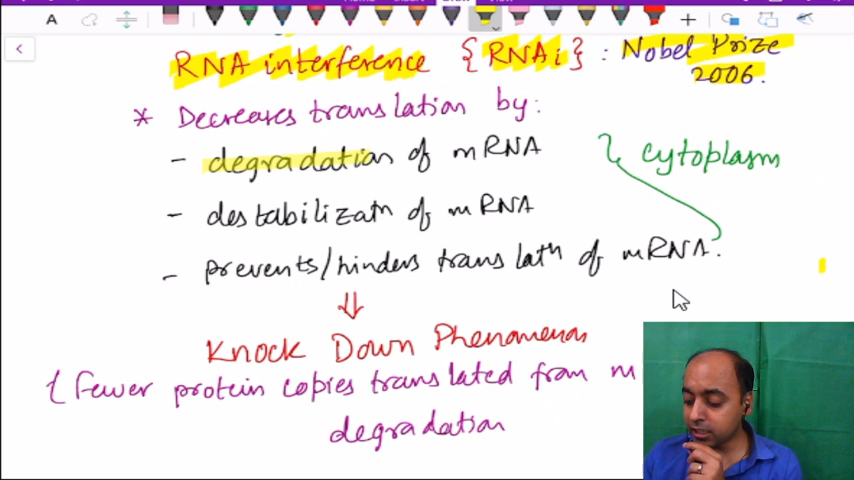 RNA interference {RNAi} : Nobel Prize
2006.
* Decreases translation by:
- degradation of mRNA
} cytoplasm
- destabilizatn of mRNA
- prevents/hinders translatn of mRNA.
⇓
Knock Down Phenomenon
{Fewer protein copies translated from m
degradation